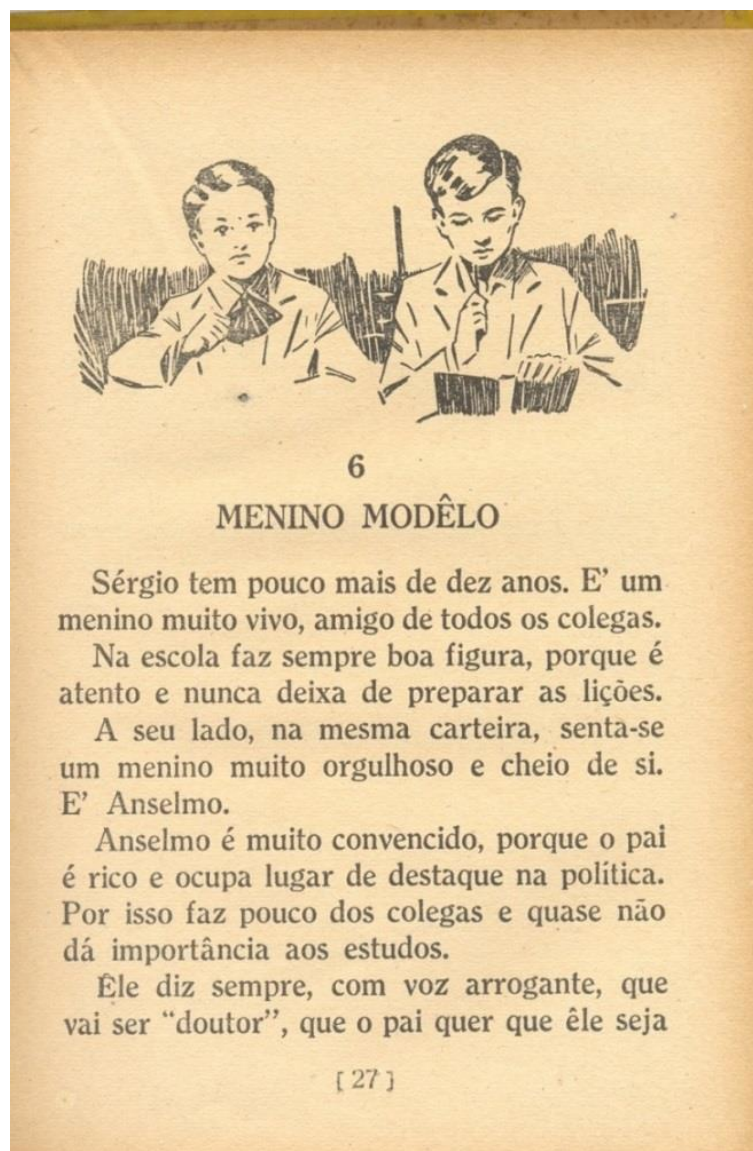 6
MENINO MODÊLO
Sérgio tem pouco mais de dez anos. E’ um
menino muito vivo, amigo de todos os colegas.
Na escola faz sempre boa figura, porque é
atento e nunca deixa de preparar as lições.
A seu lado, na mesma carteira, senta-se
um menino muito orgulhoso e cheio de si.
E’ Anselmo.
Anselmo é muito convencido, porque o pai
é rico e ocupa lugar de destaque na política.
Por isso faz pouco dos colegas e quase não
dá importância aos estudos.
Êle diz sempre, com voz arrogante, que
vai ser “doutor”, que o pai quer que êle seja
[ 27 ]